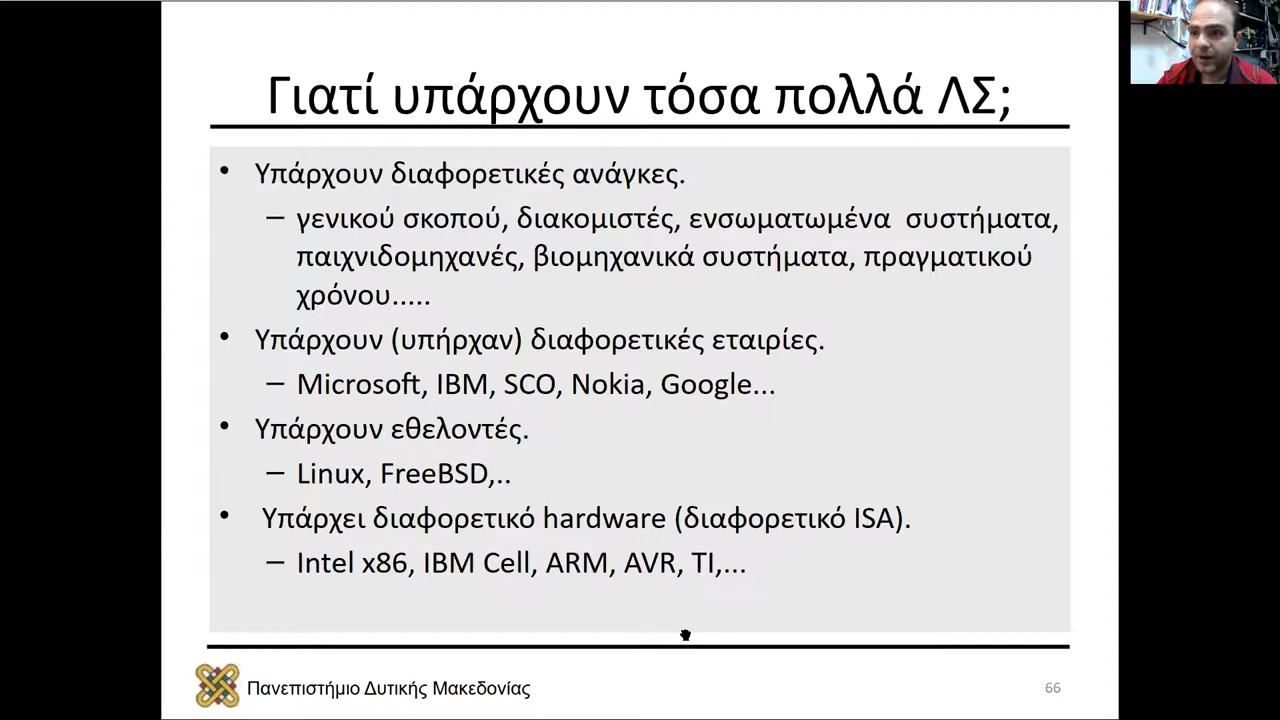 Γιατί υπάρχουν τόσα πολλά ΛΣ;
• Υπάρχουν διαφορετικές ανάγκες.
– γενικού σκοπού, διακομιστές, ενσωματωμένα συστήματα,
παιχνιδομηχανές, βιομηχανικά συστήματα, πραγματικού
χρόνου.....
• Υπάρχουν (υπήρχαν) διαφορετικές εταιρίες.
– Microsoft, IBM, SCO, Nokia, Google...
• Υπάρχουν εθελοντές.
– Linux, FreeBSD,..
• Υπάρχει διαφορετικό hardware (διαφορετικό ISA).
– Intel x86, IBM Cell, ARM, AVR, TI,...
Πανεπιστήμιο Δυτικής Μακεδονίας
66